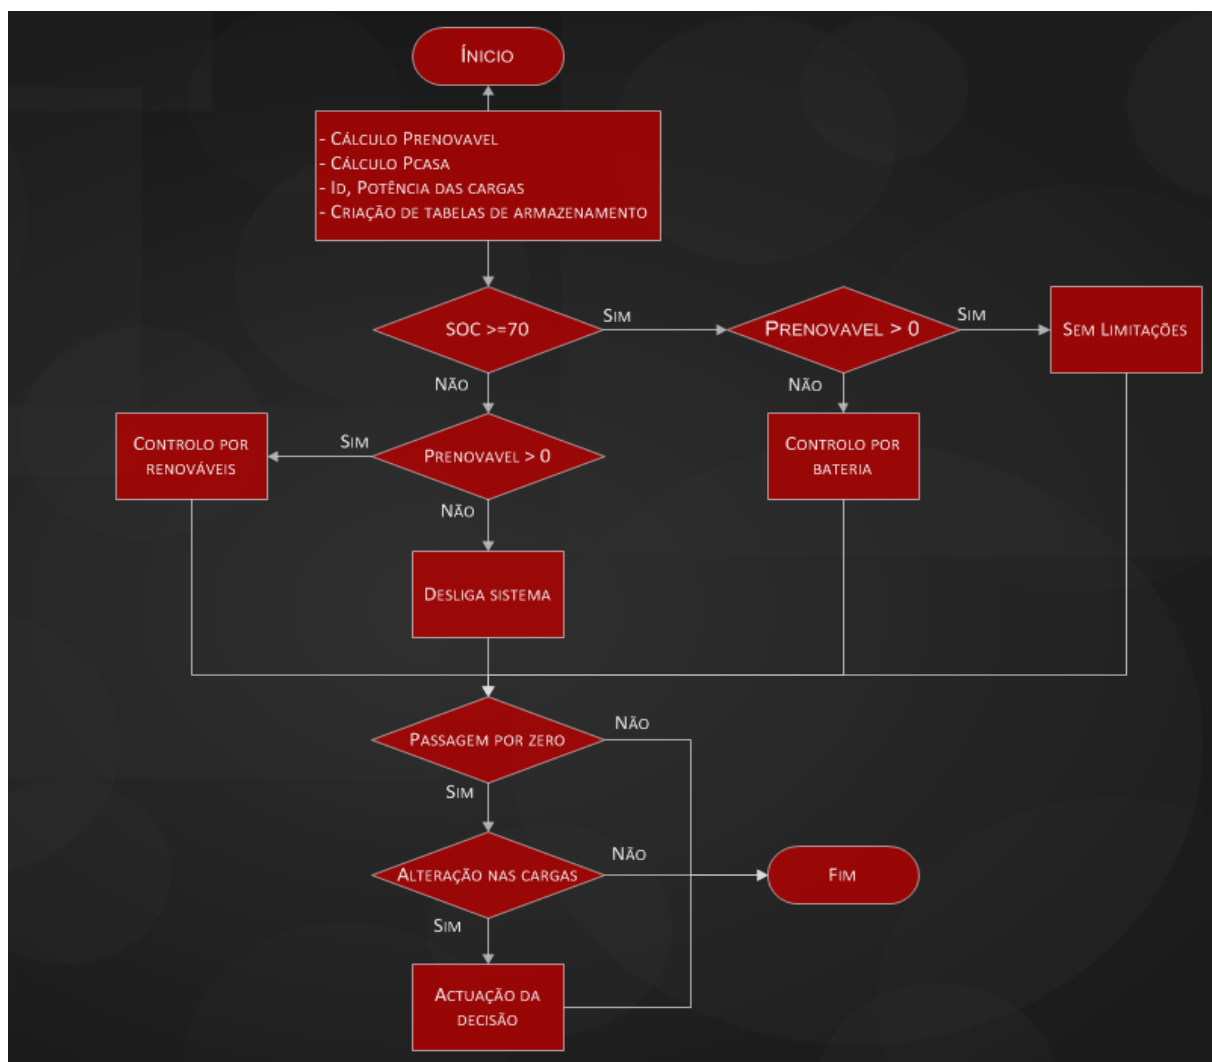 Ínicio
- Cálculo Prenovavel
- Cálculo Pcasa
- Id, Potência das cargas
- Criação de tabelas de armazenamento
SOC >=70
Sim
Prenovavel > 0
Sim
Sem Limitações
Não
Não
Controlo por
renováveis
Sim
Prenovavel > 0
Controlo por
bateria
Não
Desliga sistema
Passagem por zero
Não
Sim
Alteração nas cargas
Não
Fim
Sim
Actuação da
decisão